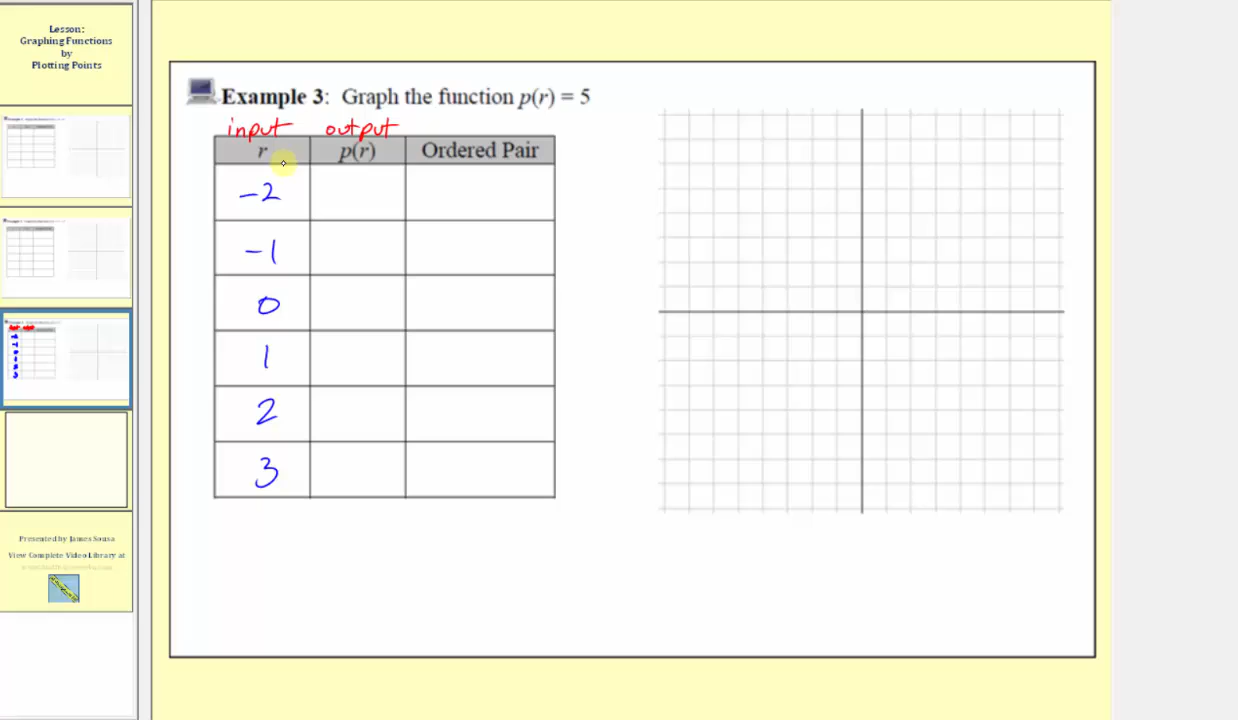 Lesson:
Graphing Functions
by
Plotting Points
Presented by James Sousa
View Complete Video Library at
Example 3: Graph the function p(r) = 5
input output
r p(r) Ordered Pair
-2
-1
0
1
2
3